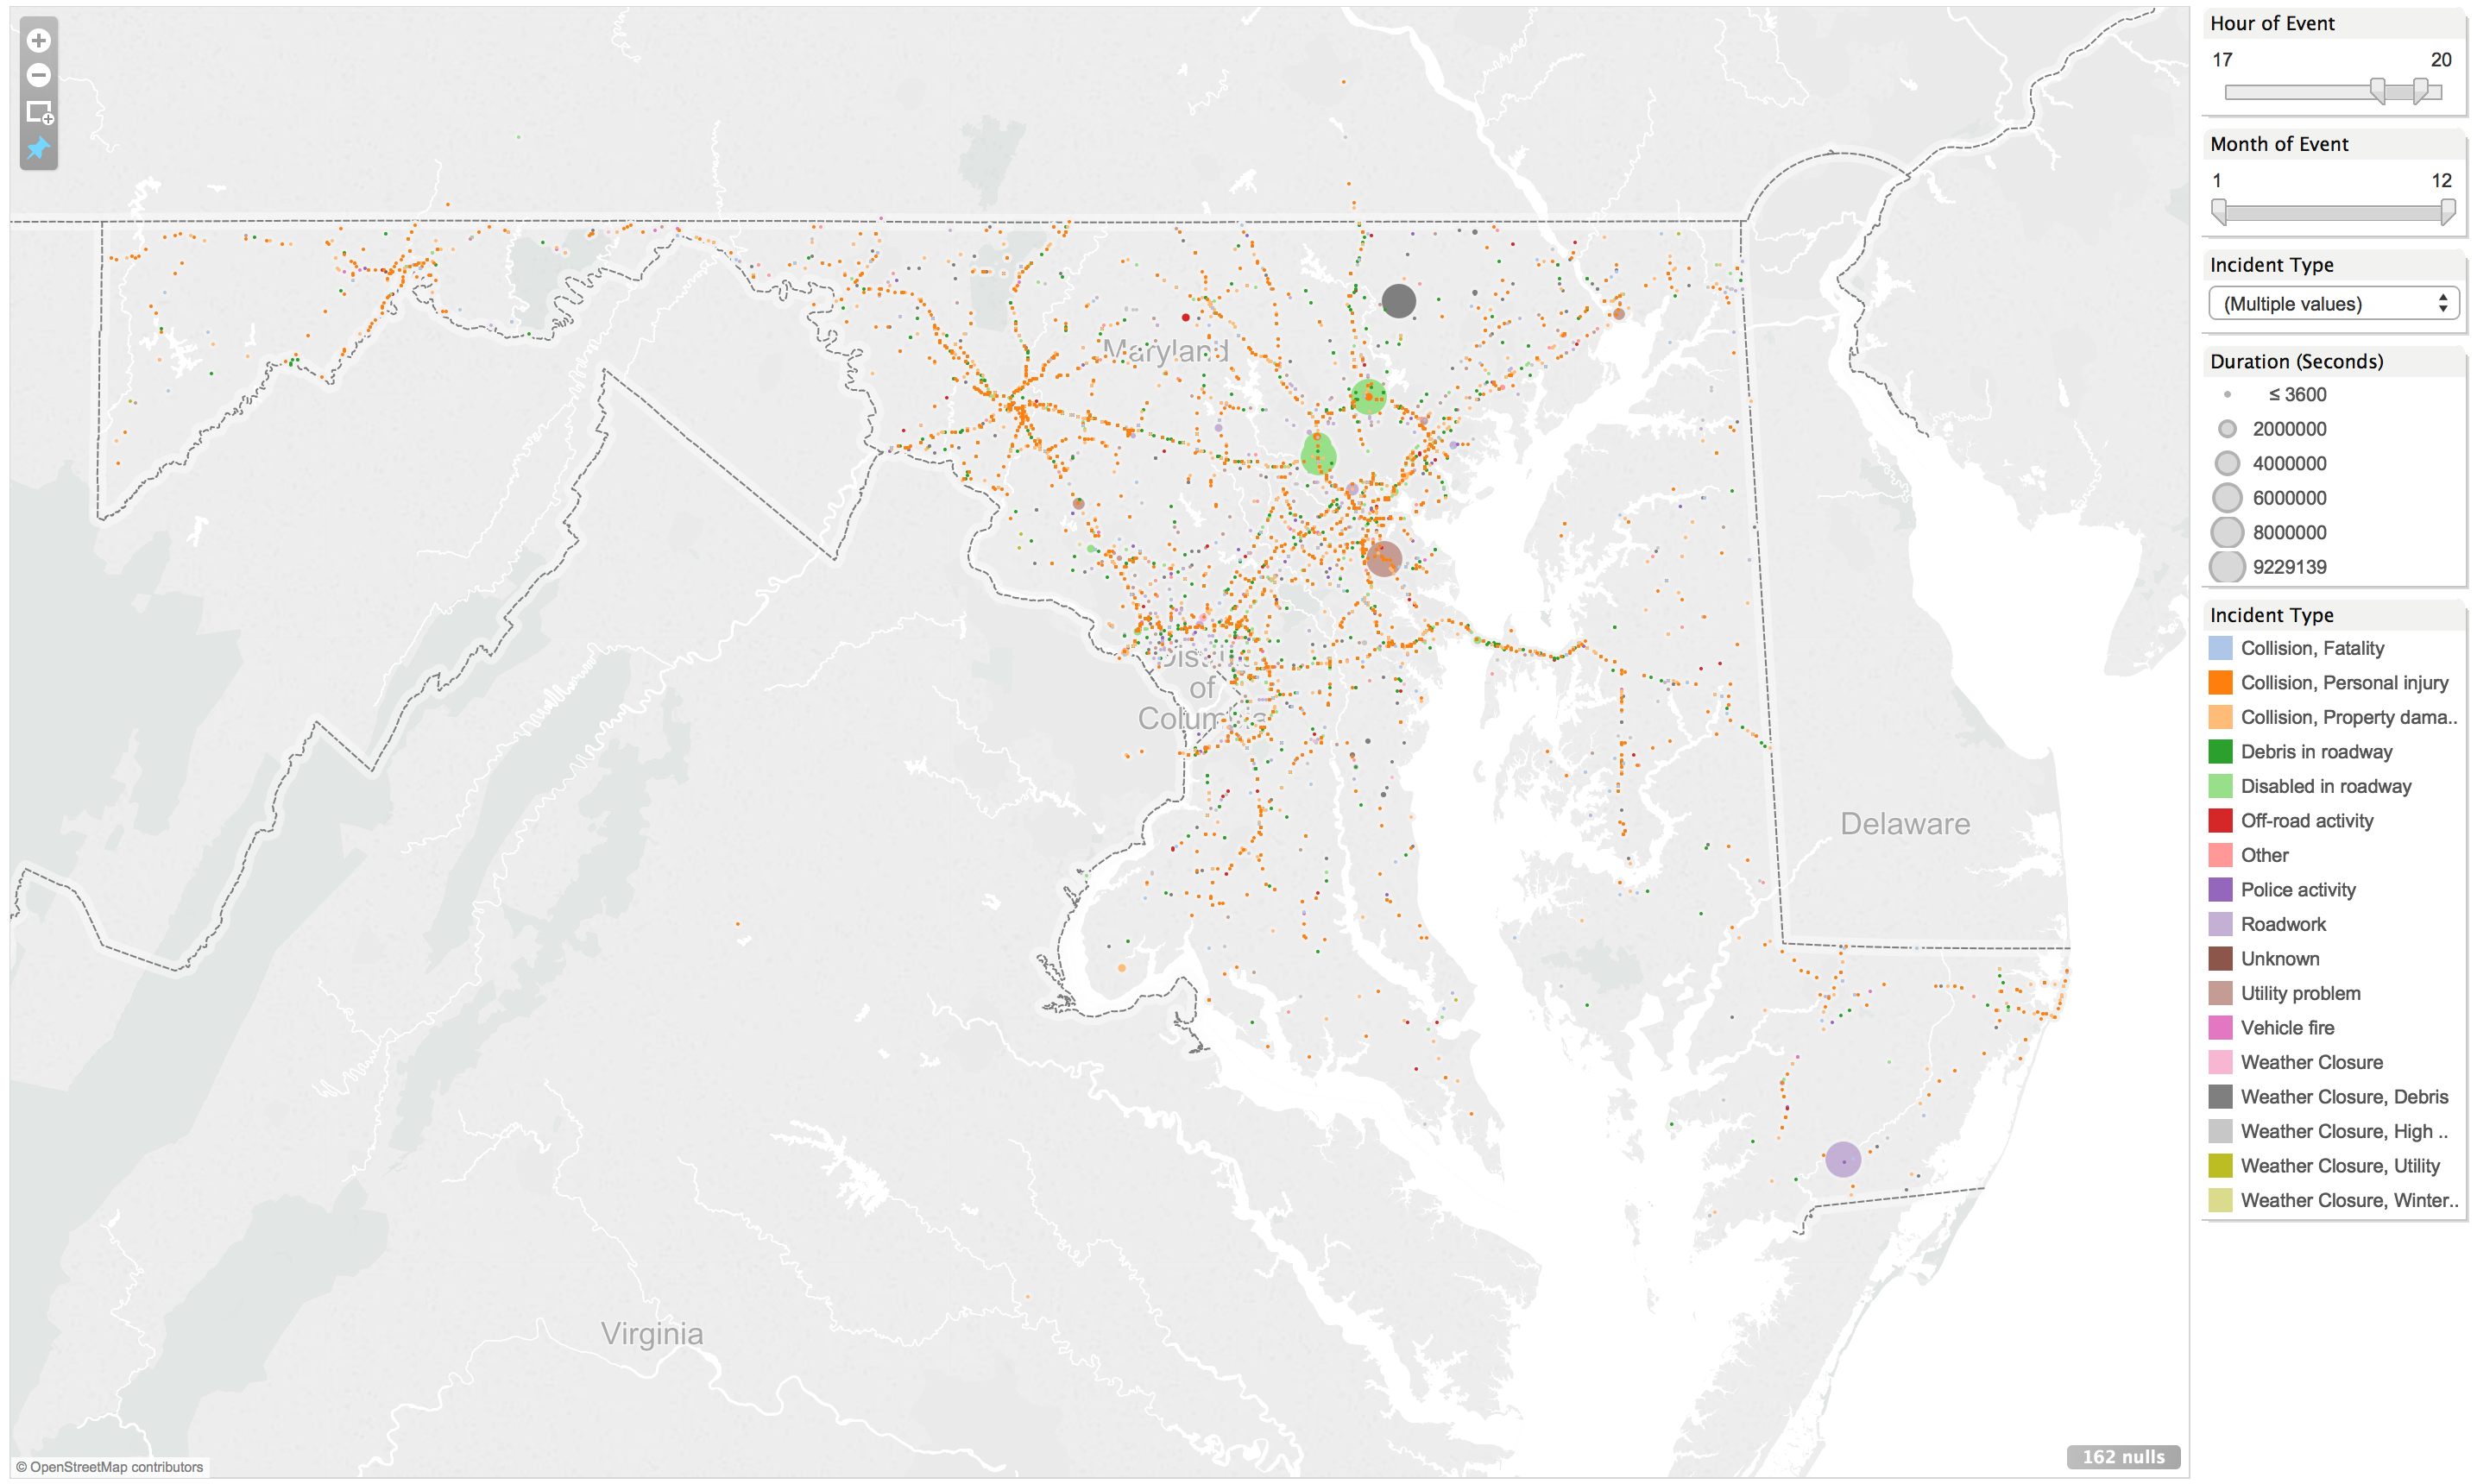 Maryland
of
Delaware
Virginia
© OpenStreetMap contributors
162 nulls
Hour of Event
17 20
Month of Event
1 12
Incident Type
(Multiple values)
Duration (Seconds)
≤ 3600
2000000
4000000
6000000
8000000
9229139
Incident Type
Collision, Fatality
Collision, Personal injury
Collision, Property dama..
Debris in roadway
Disabled in roadway
Off-road activity
Other
Police activity
Roadwork
Unknown
Utility problem
Vehicle fire
Weather Closure
Weather Closure, Debris
Weather Closure, High ..
Weather Closure, Utility
Weather Closure, Winter..